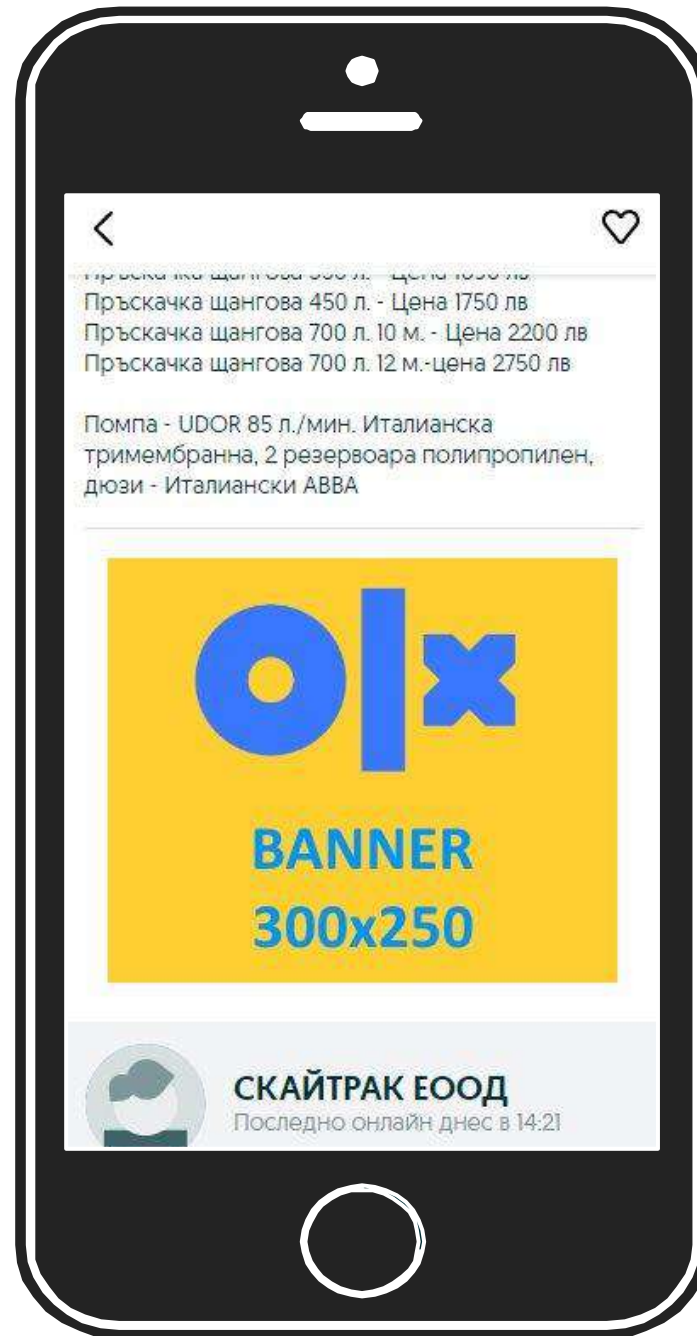 Пръскачка щангова
Пръскачка щангова 450 л. - Цена 1750 лв
Пръскачка щангова 700 л. 10 м. - Цена 2200 лв
Пръскачка щангова 700 л. 12 м.-цена 2750 лв
Помпа - UDOR 85 л./мин. Италианска
тримембранна, 2 резервоара полипропилен,
дюзи - Италиански ABBA
olx
BANNER
300x250
СКАЙТРАК ЕООД
Последно онлайн днес в 14:21